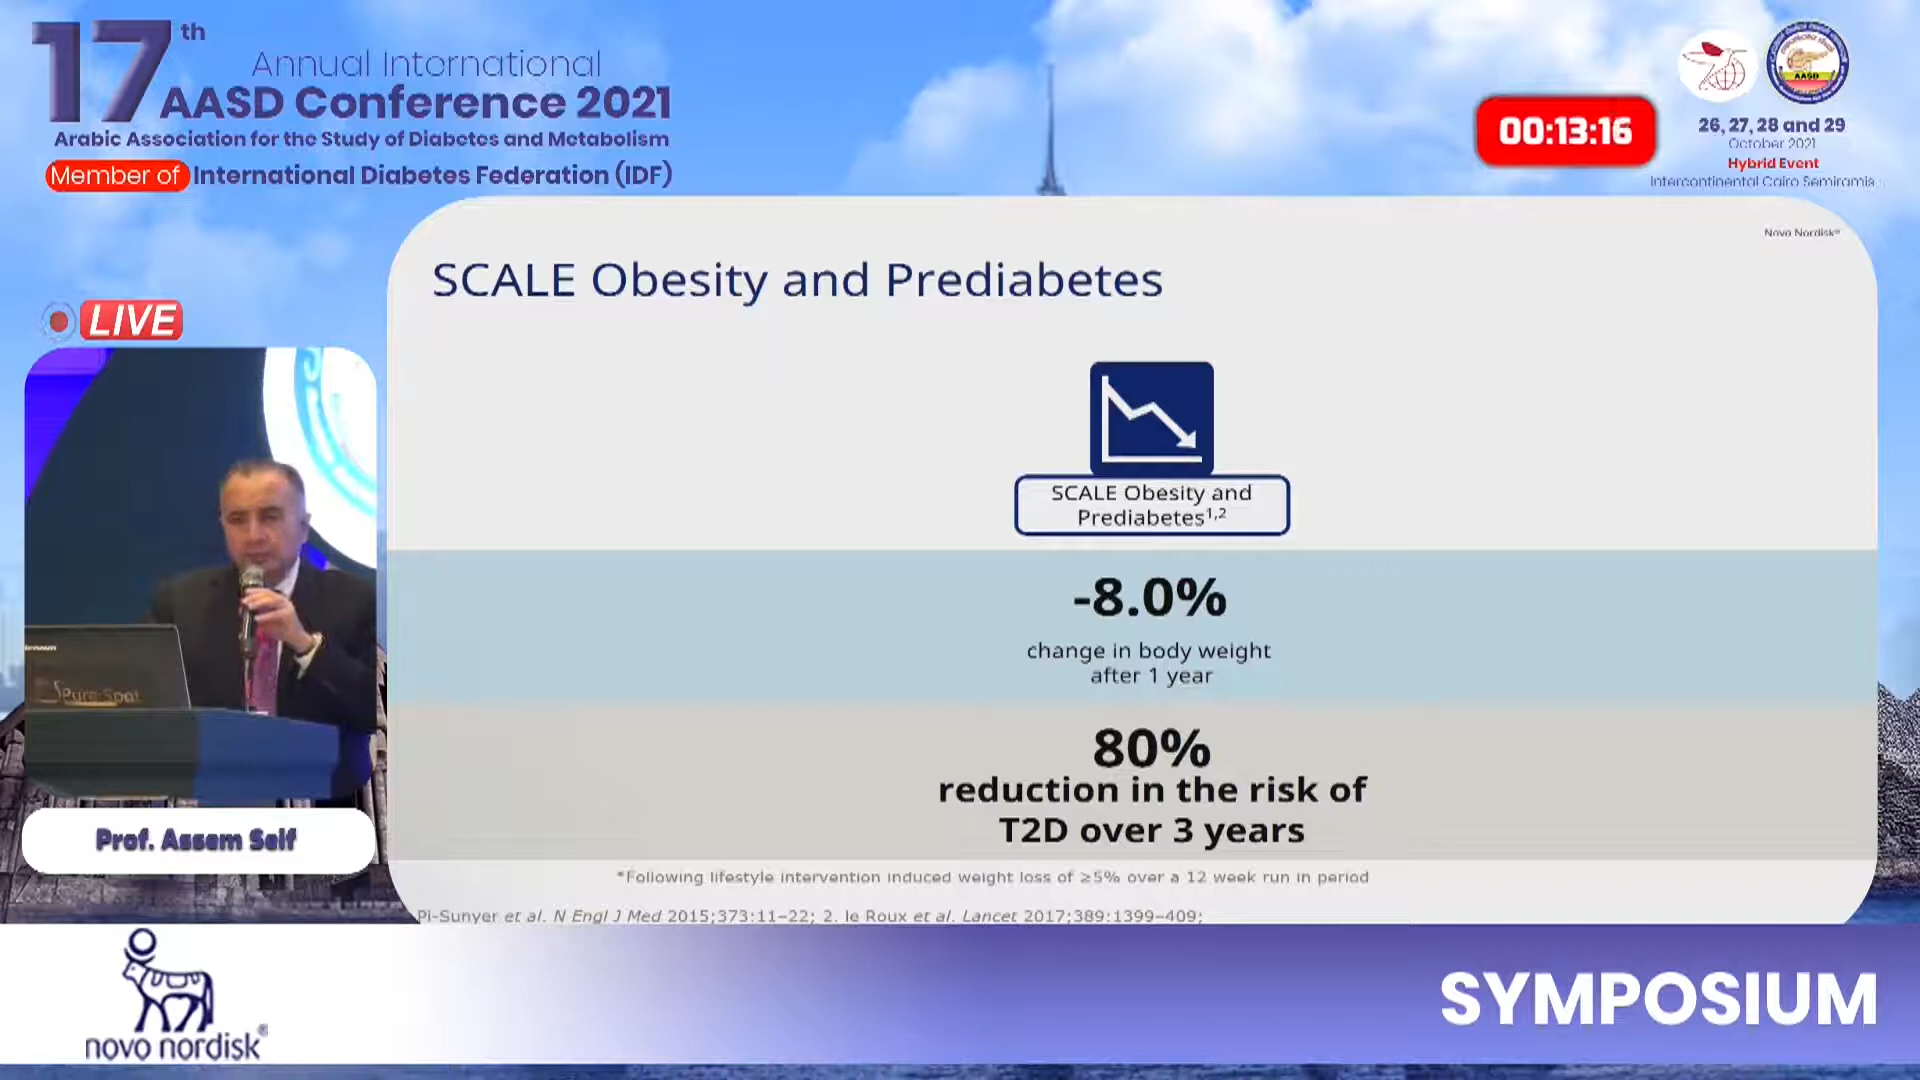 17th
Annual International
AASD Conference 2021
Arabic Association for the Study of Diabetes and Metabolism
Member of International Diabetes Federation (IDF)
00:13:16
AASD
26, 27, 28 and 29
October 2021
Hybrid Event
Intercontinental Cairo Semiramis
Novo Nordisk®
SCALE Obesity and Prediabetes
LIVE
SCALE Obesity and
Prediabetes1,2
-8.0%
change in body weight
after 1 year
80%
reduction in the risk of
T2D over 3 years
Prof. Assem Seif
*Following lifestyle intervention induced weight loss of ≥5% over a 12 week run in period
Pi-Sunyer et al. N Engl J Med 2015;373:11–22; 2. le Roux et al. Lancet 2017;389:1399–409;
novo nordisk®
SYMPOSIUM